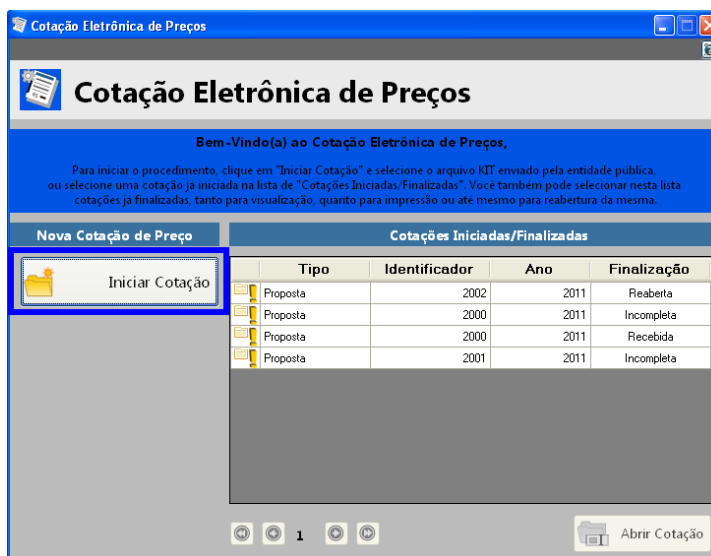 Cotação Eletrônica de Preços
Cotação Eletrônica de Preços
Bem-Vindo(a) ao Cotação Eletrônica de Preços,
Para iniciar o procedimento, clique em "Iniciar Cotação" e selecione o arquivo KIT enviado pela entidade publica,
ou selecione uma cotação já iniciada na lista de "Cotações Iniciadas/Finalizadas". Você também pode selecionar nesta lista
cotações já finalizadas, tanto para visualização, quanto para impressão ou até mesmo para reabertura da mesma.
Nova Cotação de Preço
Cotações Iniciadas/Finalizadas
Iniciar Cotação
Tipo Identificador Ano Finalização
Proposta 2002 2011 Reaberta
Proposta 2000 2011 Incompleta
Proposta 2000 2011 Recebida
Proposta 2001 2011 Incompleta
1
Abrir Cotação